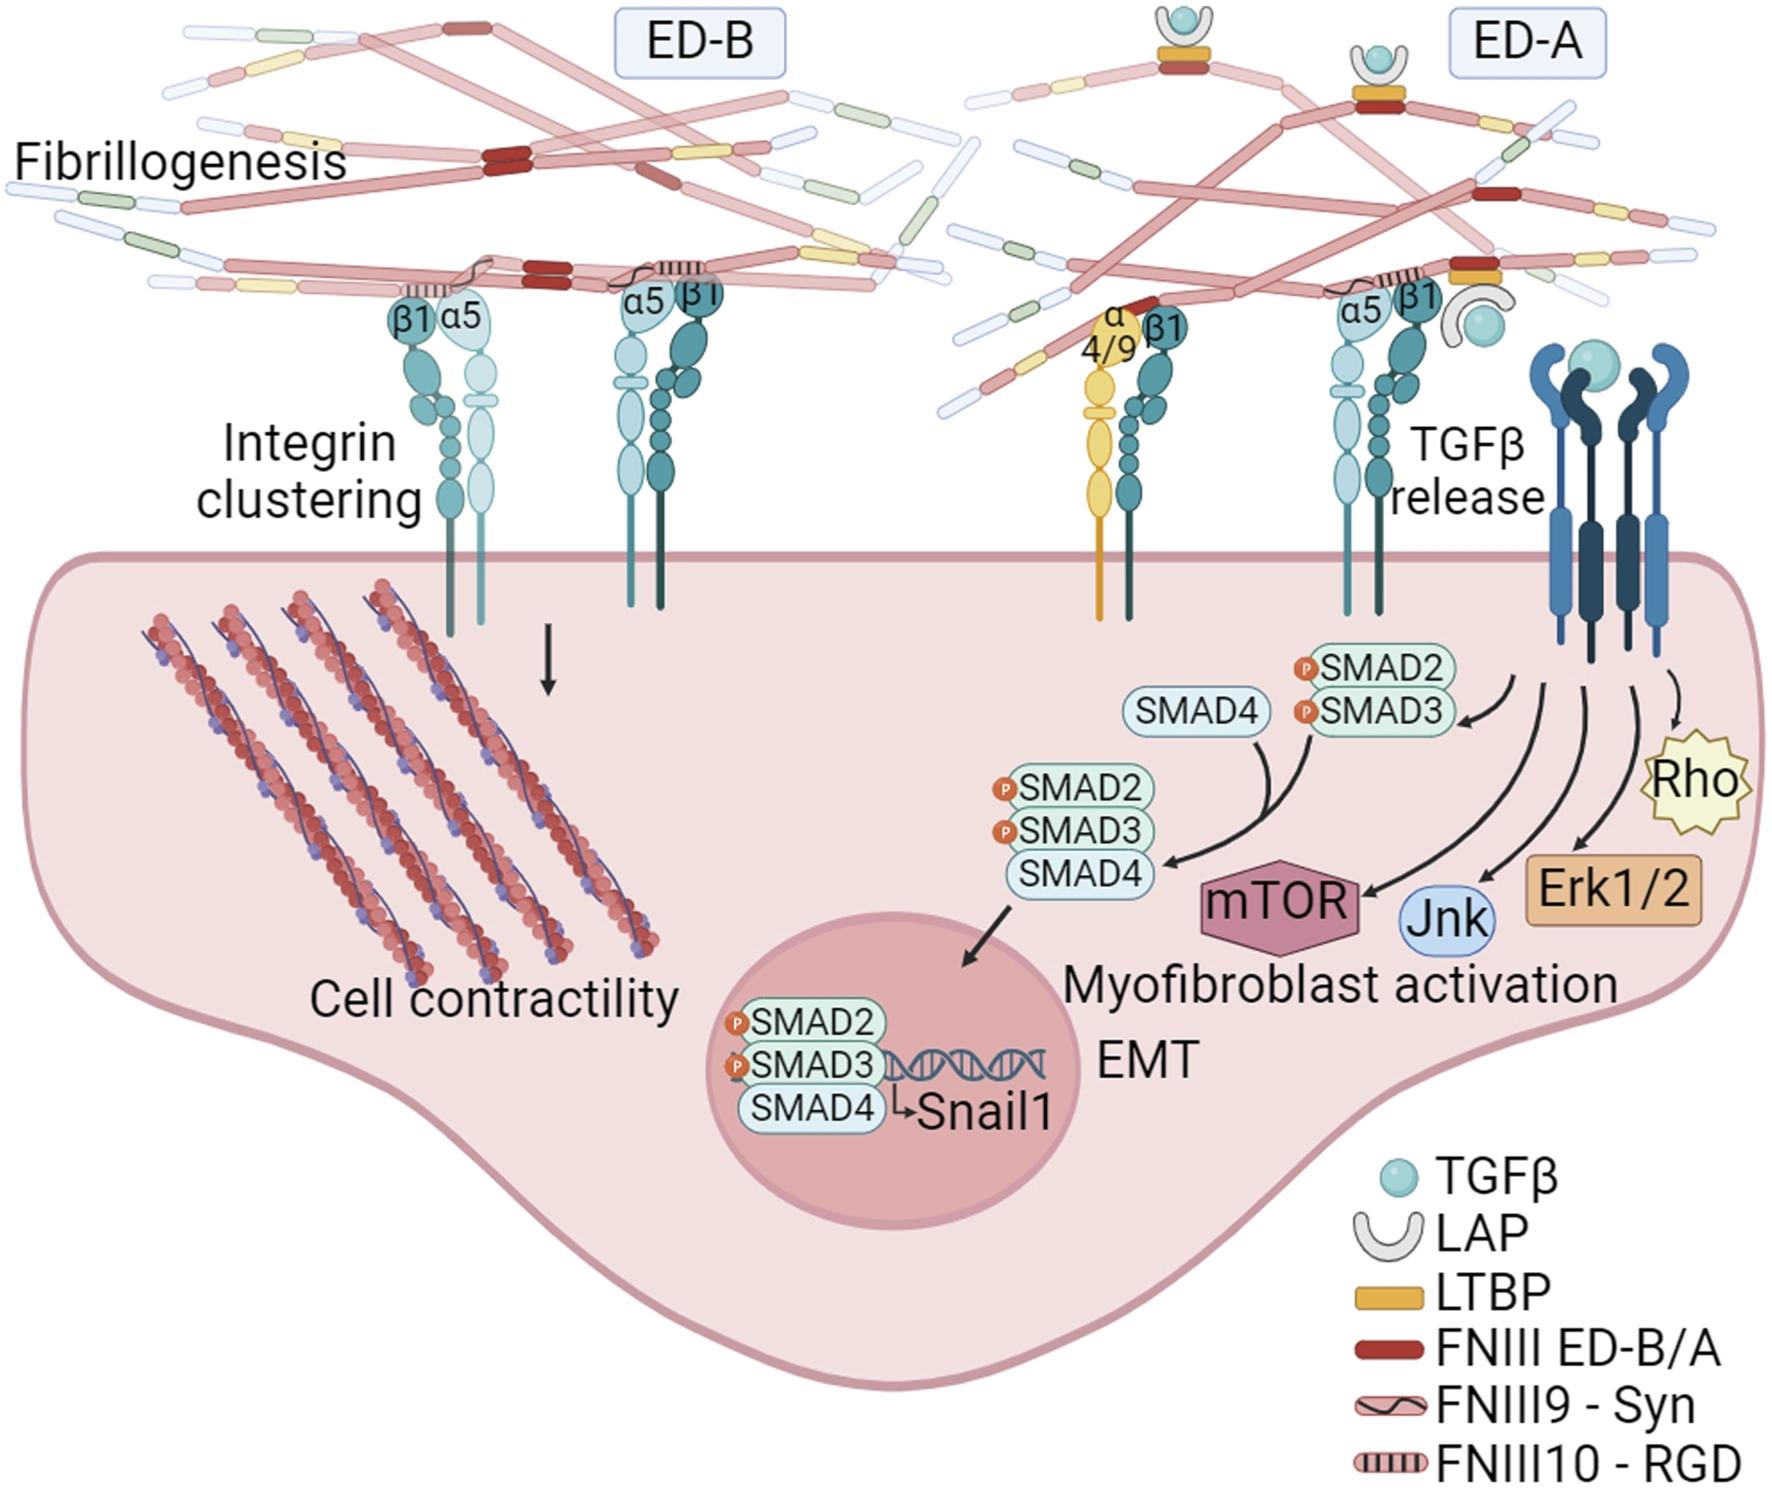 ED-B
ED-A
Fibrillogenesis
β1
α5
α5
β1
α
4/9
β1
α5
β1
Integrin
clustering
TGFβ
release
P SMAD2
P SMAD3
SMAD4
P SMAD2
P SMAD3
SMAD4
Rho
mTOR
Jnk
Erk1/2
Cell contractility
Myofibroblast activation
EMT
P SMAD2
P SMAD3
SMAD4
Snail1
TGFβ
LAP
LTBP
FNIII ED-B/A
FNIII9 - Syn
FNIII10 - RGD